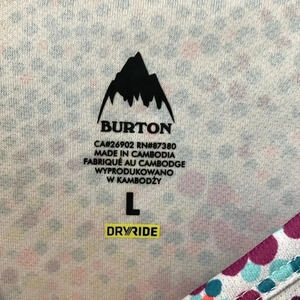 BURTON
CA#26902 RN#87380
MADE IN CAMBODIA
FABRIQUÉ AU CAMBODGE
WYPRODUKOWANO
W KAMBODŻY
L
DRYRIDE